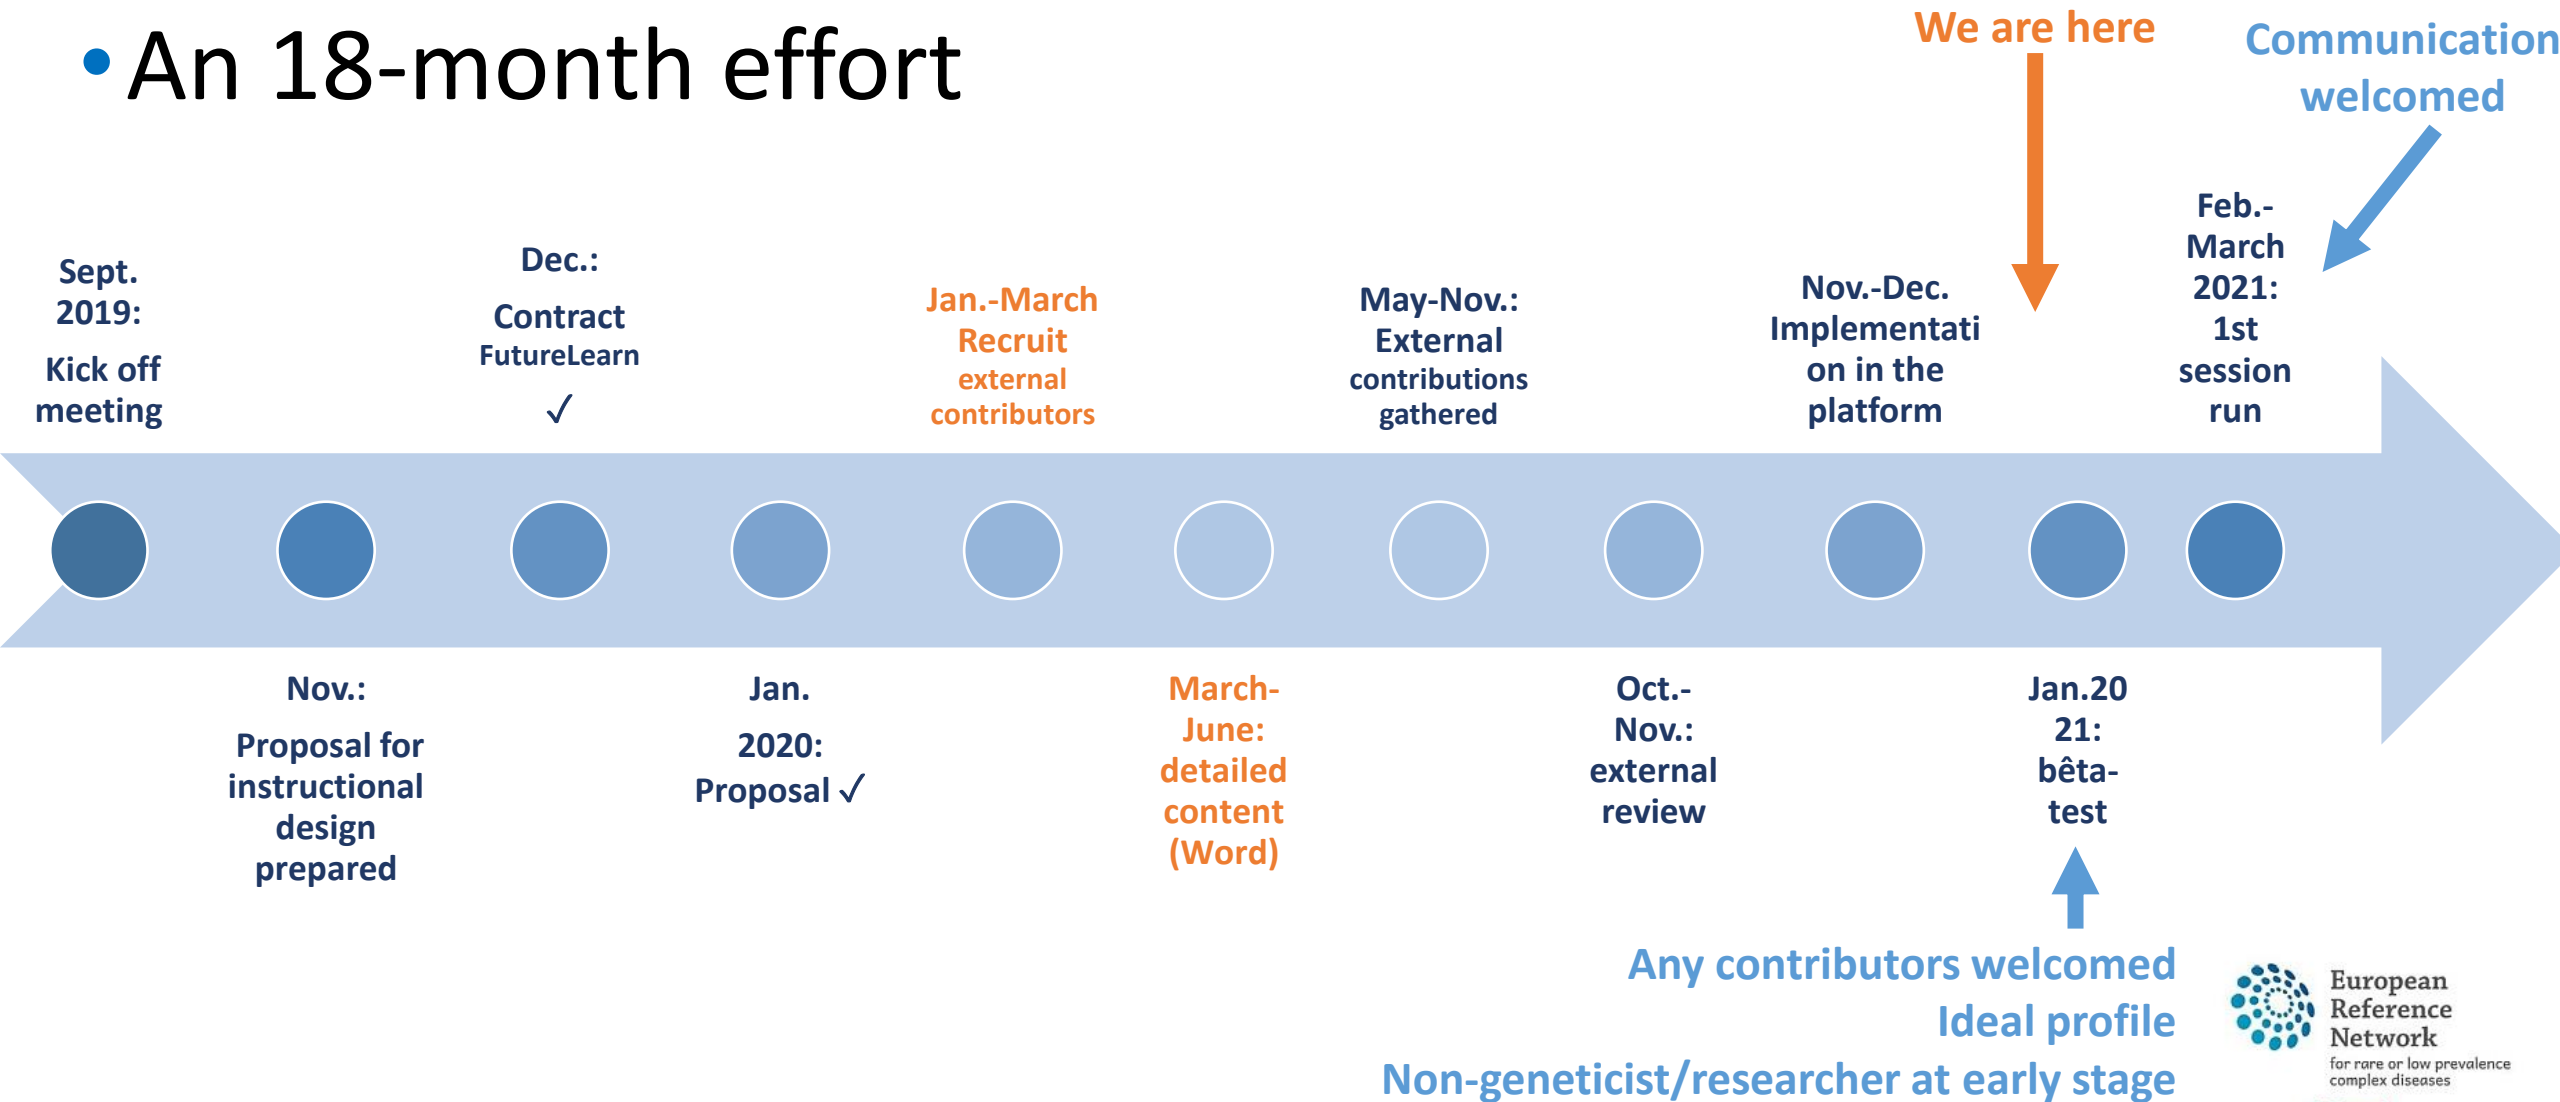 • An 18-month effort
We are here
Communication
welcomed
Sept.
2019:
Kick off
meeting
Dec.:
Contract
FutureLearn
✓
Jan.-March
Recruit
external
contributors
May-Nov.:
External
contributions
gathered
Nov.-Dec.
Implementati
on in the
platform
Feb.-
March
2021:
1st
session
run
Nov.:
Proposal for
instructional
design
prepared
Jan.
2020:
Proposal ✓
March-
June:
detailed
content
(Word)
Oct.-
Nov.:
external
review
Jan.20
21:
bêta-
test
Any contributors welcomed
Ideal profile
Non-geneticist/researcher at early stage
European
Reference
Network
for rare or low prevalence
complex diseases